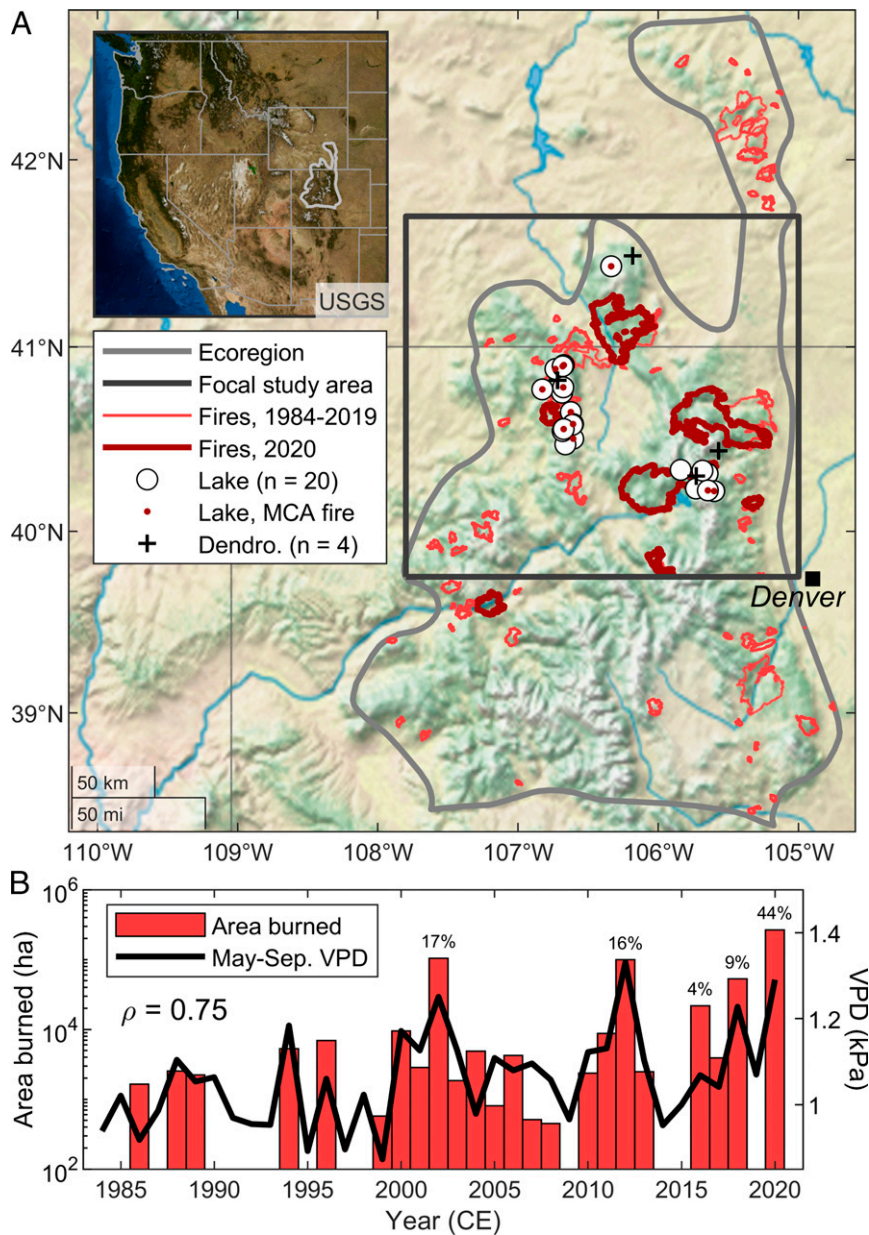 A
USGS
Ecoregion
Focal study area
Fires, 1984-2019
Fires, 2020
Lake (n = 20)
Lake, MCA fire
Dendro. (n = 4)
42°N
41°N
40°N
39°N
Denver
50 km
50 mi
110°W 109°W 108°W 107°W 106°W 105°W
B
Area burned
May-Sep. VPD
ρ = 0.75
17%
16%
4%
9%
44%
Area burned (ha)
10^6
10^4
10^2
VPD (kPa)
1.4
1.2
1
1985 1990 1995 2000 2005 2010 2015 2020
Year (CE)